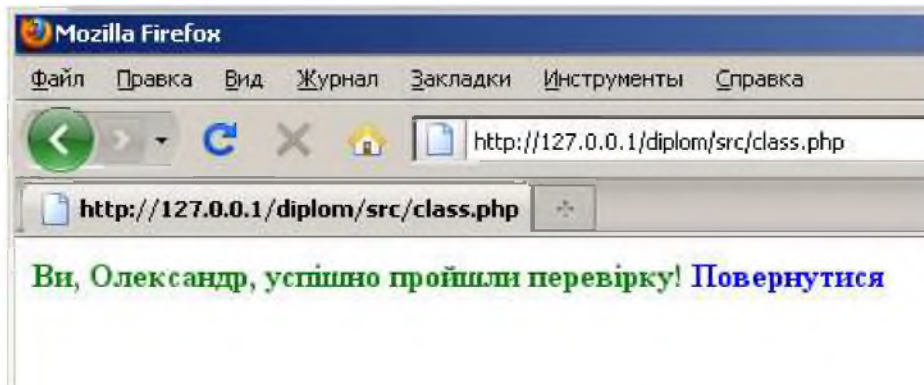 Mozilla Firefox
Файл Правка Вид Журнал Закладки Инструменты Справка
http://127.0.0.1/diplom/src/class.php
http://127.0.0.1/diplom/src/class.php
Ви, Олександр, успішно пройшли перевірку! Повернутися